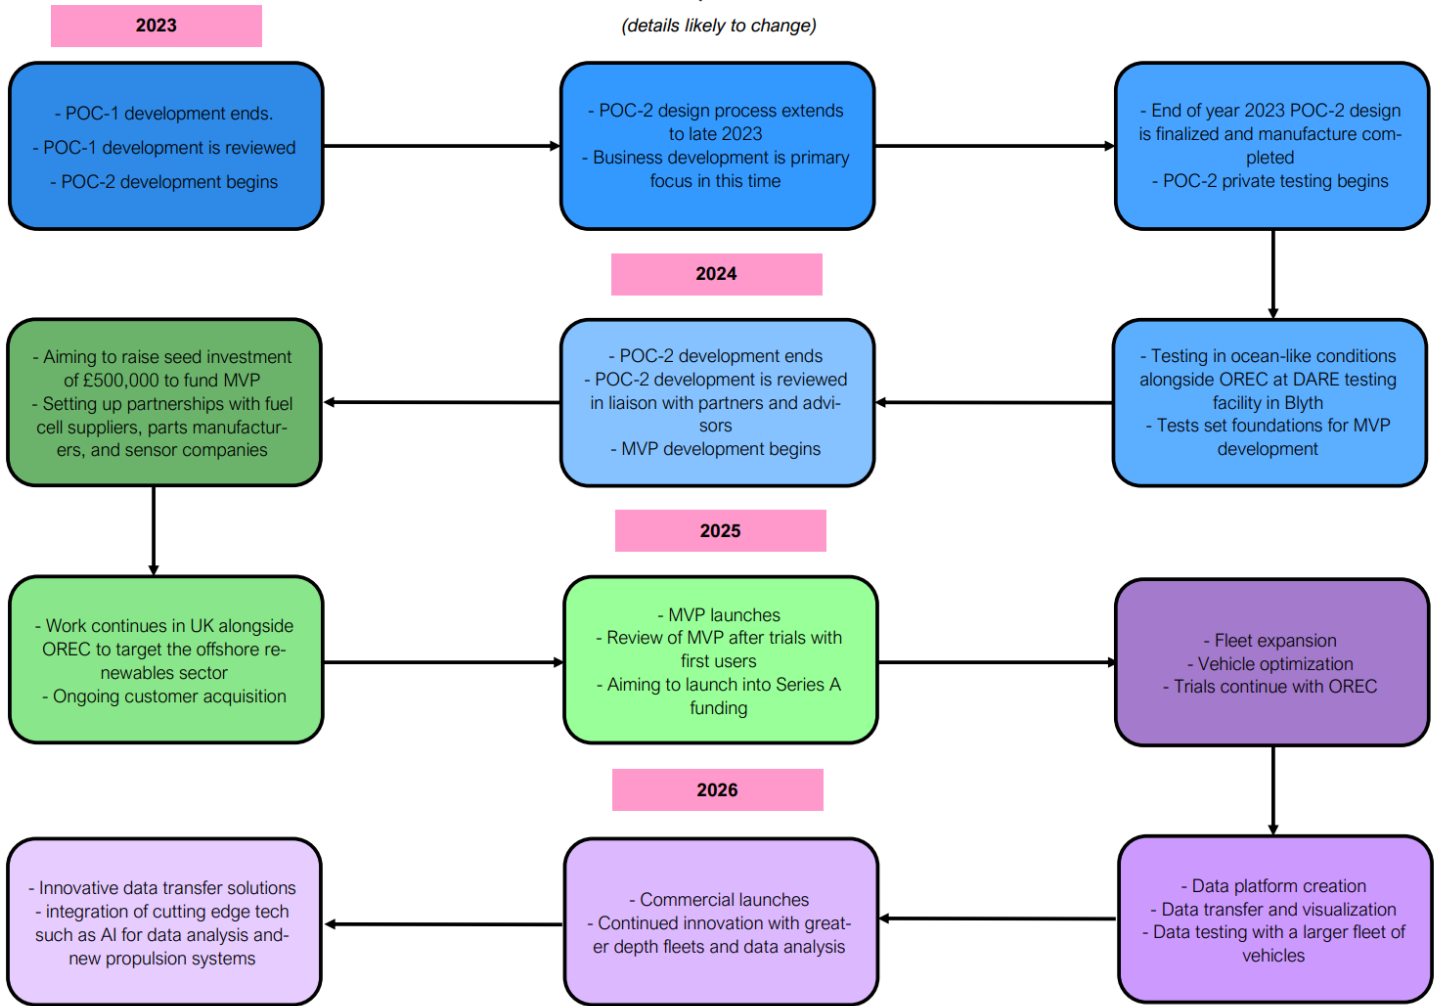 2023
(details likely to change)
- POC-1 development ends.
- POC-1 development is reviewed
- POC-2 development begins
- POC-2 design process extends
to late 2023
- Business development is primary
focus in this time
- End of year 2023 POC-2 design
is finalized and manufacture com-
pleted
- POC-2 private testing begins
2024
- Testing in ocean-like conditions
alongside OREC at DARE testing
facility in Blyth
- Tests set foundations for MVP
development
- POC-2 development ends
- POC-2 development is reviewed
in liaison with partners and advi-
sors
- MVP development begins
- Aiming to raise seed investment
of £500,000 to fund MVP
- Setting up partnerships with fuel
cell suppliers, parts manufactur-
ers, and sensor companies
2025
- Work continues in UK alongside
OREC to target the offshore re-
newables sector
- Ongoing customer acquisition
- MVP launches
- Review of MVP after trials with
first users
- Aiming to launch into Series A
funding
- Fleet expansion
- Vehicle optimization
- Trials continue with OREC
2026
- Data platform creation
- Data transfer and visualization
- Data testing with a larger fleet of
vehicles
- Commercial launches
- Continued innovation with great-
er depth fleets and data analysis
- Innovative data transfer solutions
- integration of cutting edge tech
such as AI for data analysis and-
new propulsion systems